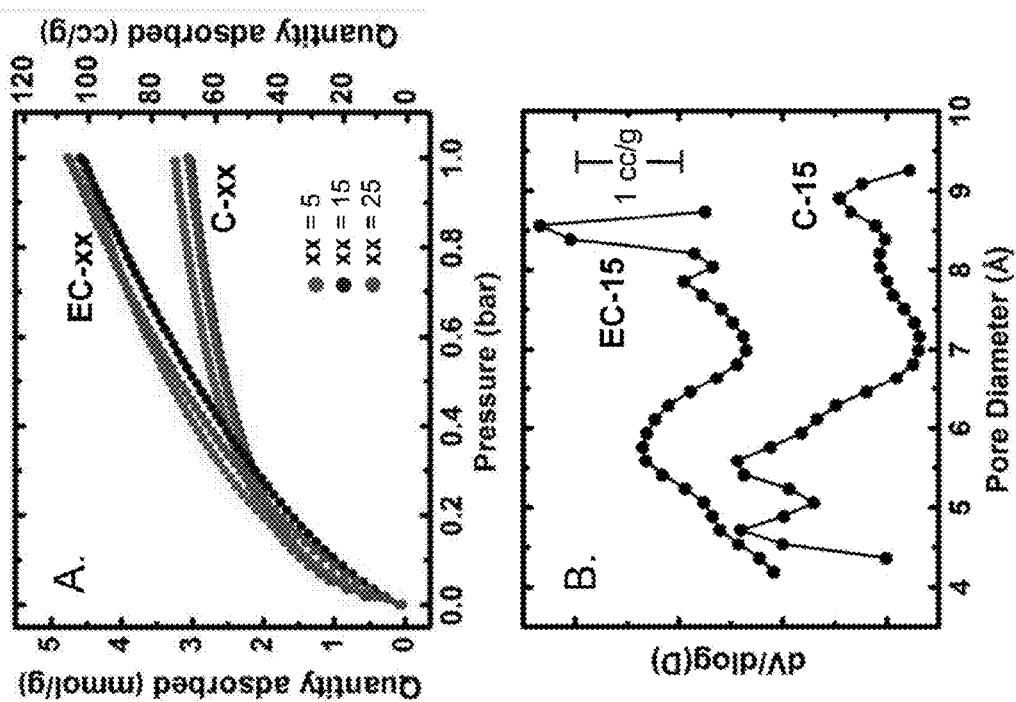 A.
Quantity adsorbed (mmol/g)
5
4
3
2
1
0
Quantity adsorbed (cc/g)
120
100
80
60
40
20
0
EC-xx
C-xx
xx = 5
xx = 15
xx = 25
0.0 0.2 0.4 0.6 0.8 1.0
Pressure (bar)
B.
dV/dlog(D)
EC-15
1 cc/g
C-15
4 5 6 7 8 9 10
Pore Diameter (Å)